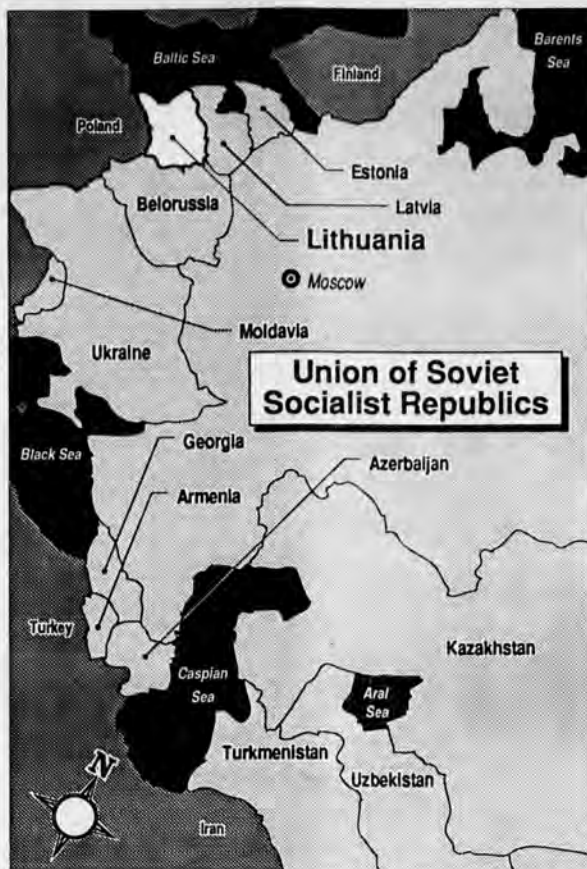 Barents
Sea
Baltic Sea
Finland
Poland
Estonia
Belorussia
Latvia
Lithuania
Moscow
Moldavia
Ukraine
Union of Soviet
Socialist Republics
Black Sea
Georgia
Azerbaijan
Armenia
Turkey
Kazakhstan
Caspian
Sea
Aral
Sea
Turkmenistan
Uzbekistan
N
Iran